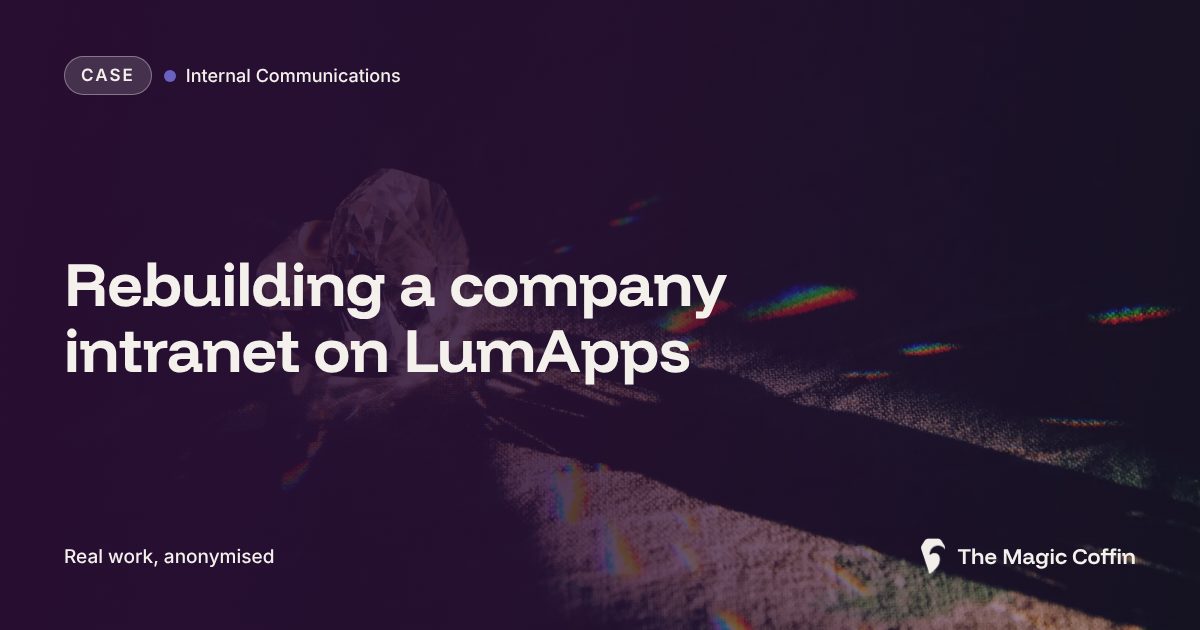 CASE
Internal Communications
Rebuilding a company
intranet on LumApps
Real work, anonymised
The Magic Coffin